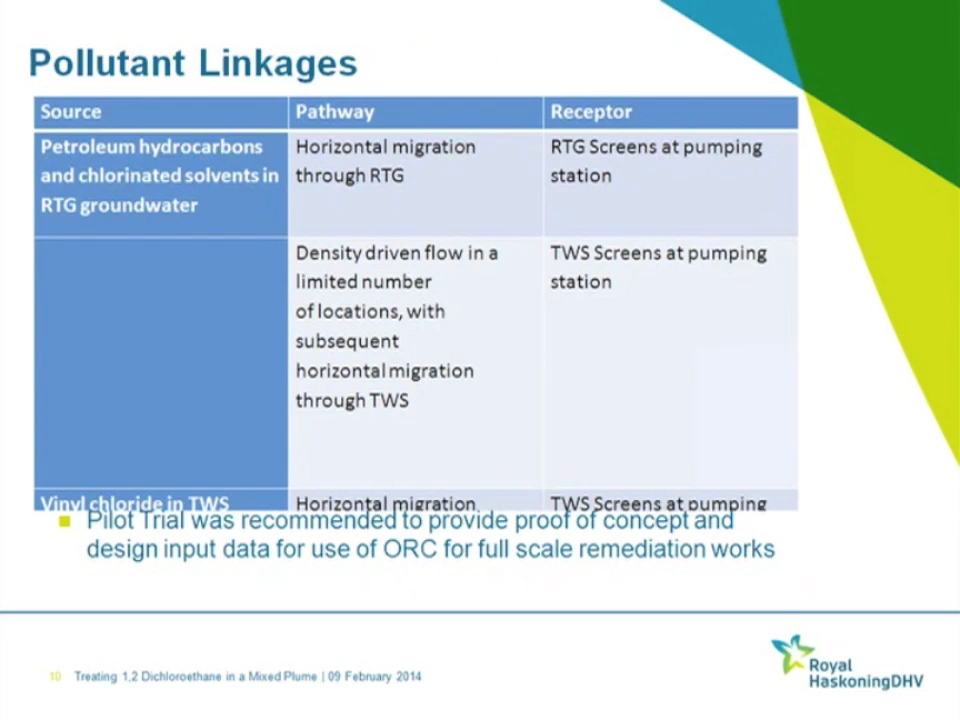 Pollutant Linkages
Source
Pathway
Receptor
Petroleum hydrocarbons
and chlorinated solvents in
RTG groundwater
Horizontal migration
through RTG
RTG Screens at pumping
station
Density driven flow in a
limited number
of locations, with
subsequent
horizontal migration
through TWS
TWS Screens at pumping
station
Vinyl chloride in TWS
Horizontal migration
TWS Screens at pumping
Pilot Trial was recommended to provide proof of concept and
design input data for use of ORC for full scale remediation works
10 Treating 1,2 Dichloroethane in a Mixed Plume | 09 February 2014
Royal
HaskoningDHV